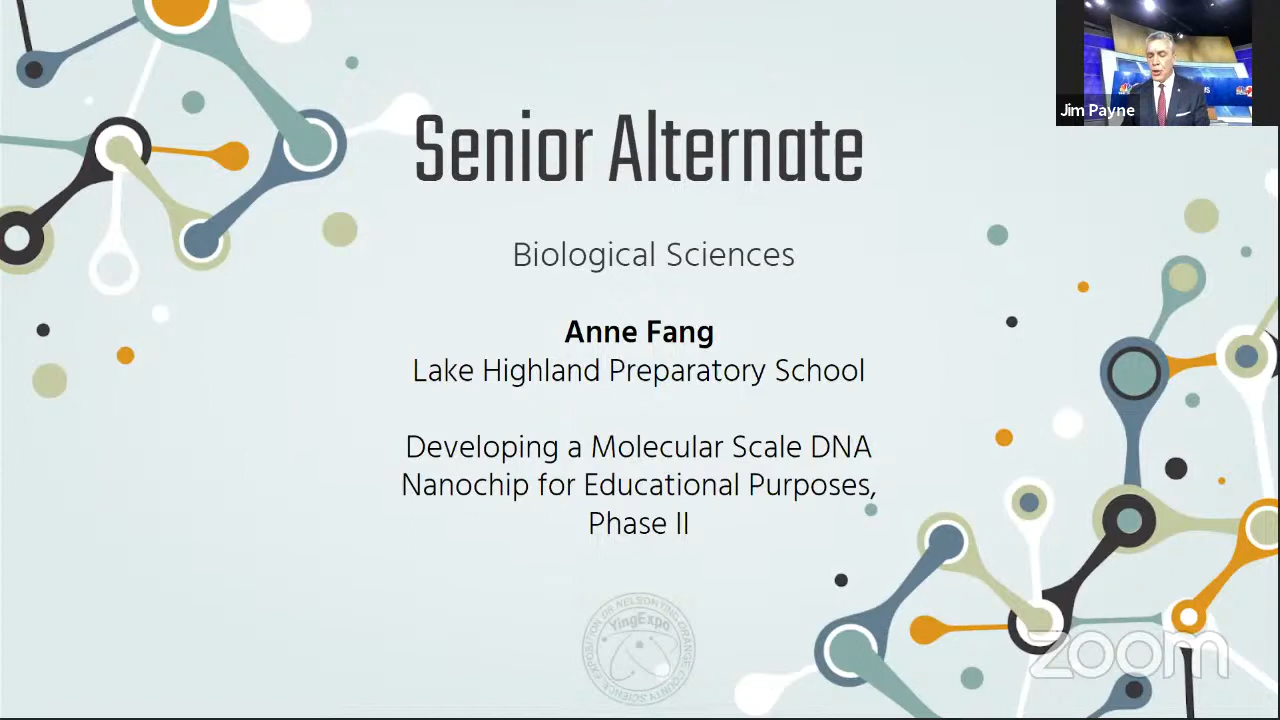 Jim Payne
Senior Alternate
Biological Sciences
Anne Fang
Lake Highland Preparatory School
Developing a Molecular Scale DNA
Nanochip for Educational Purposes,
Phase II
YingExpo
zoom